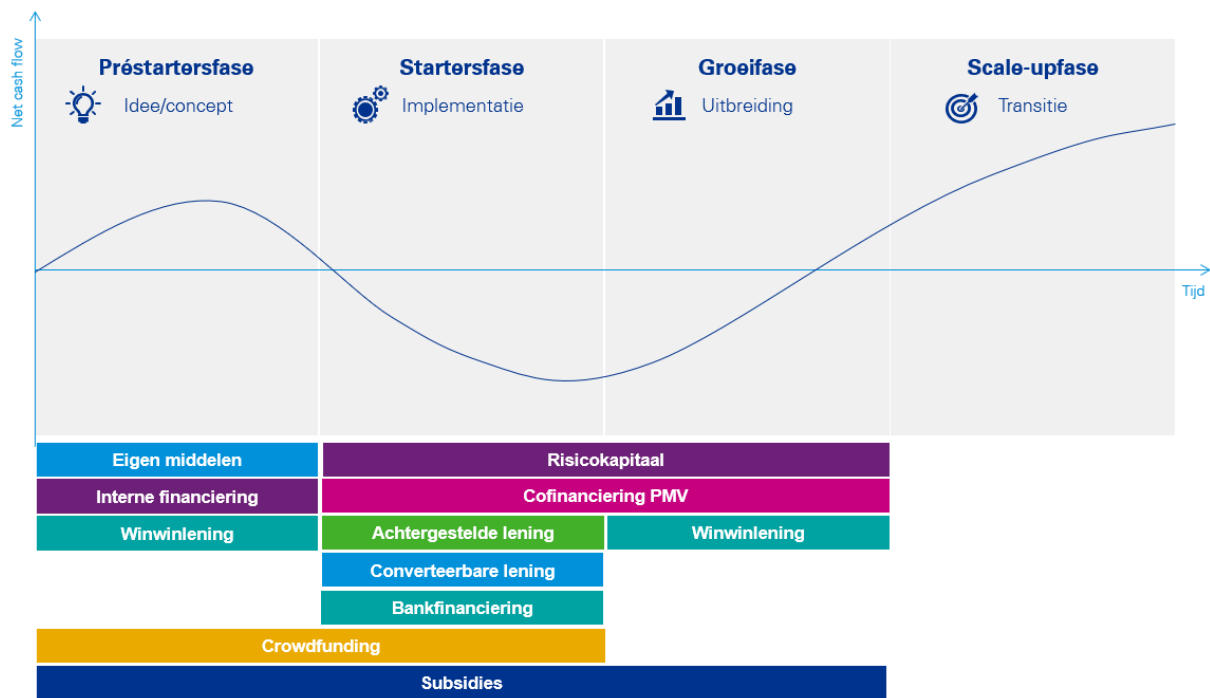 Net cash flow
Préstartersfase
Idee/concept
Startersfase
Implementatie
Groeifase
Uitbreiding
Scale-upfase
Transitie
Tijd
Eigen middelen
Risicokapitaal
Interne financiering
Cofinanciering PMV
Winwinlening
Achtergestelde lening
Winwinlening
Converteerbare lening
Bankfinanciering
Crowdfunding
Subsidies